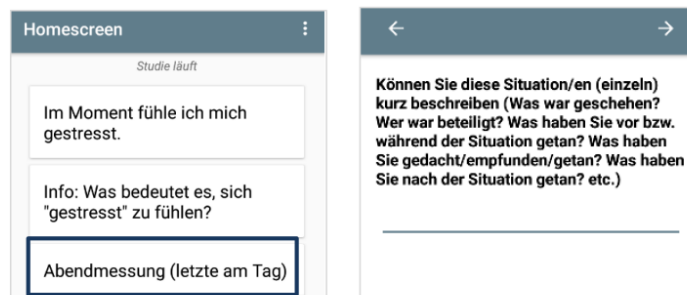 Homescreen
Studie läuft
Im Moment fühle ich mich
gestresst.
Info: Was bedeutet es, sich
"gestresst" zu fühlen?
Abendmessung (letzte am Tag)
Können Sie diese Situation/en (einzeln)
kurz beschreiben (Was war geschehen?
Wer war beteiligt? Was haben Sie vor bzw.
während der Situation getan? Was haben
Sie gedacht/empfunden/getan? Was haben
Sie nach der Situation getan? etc.)